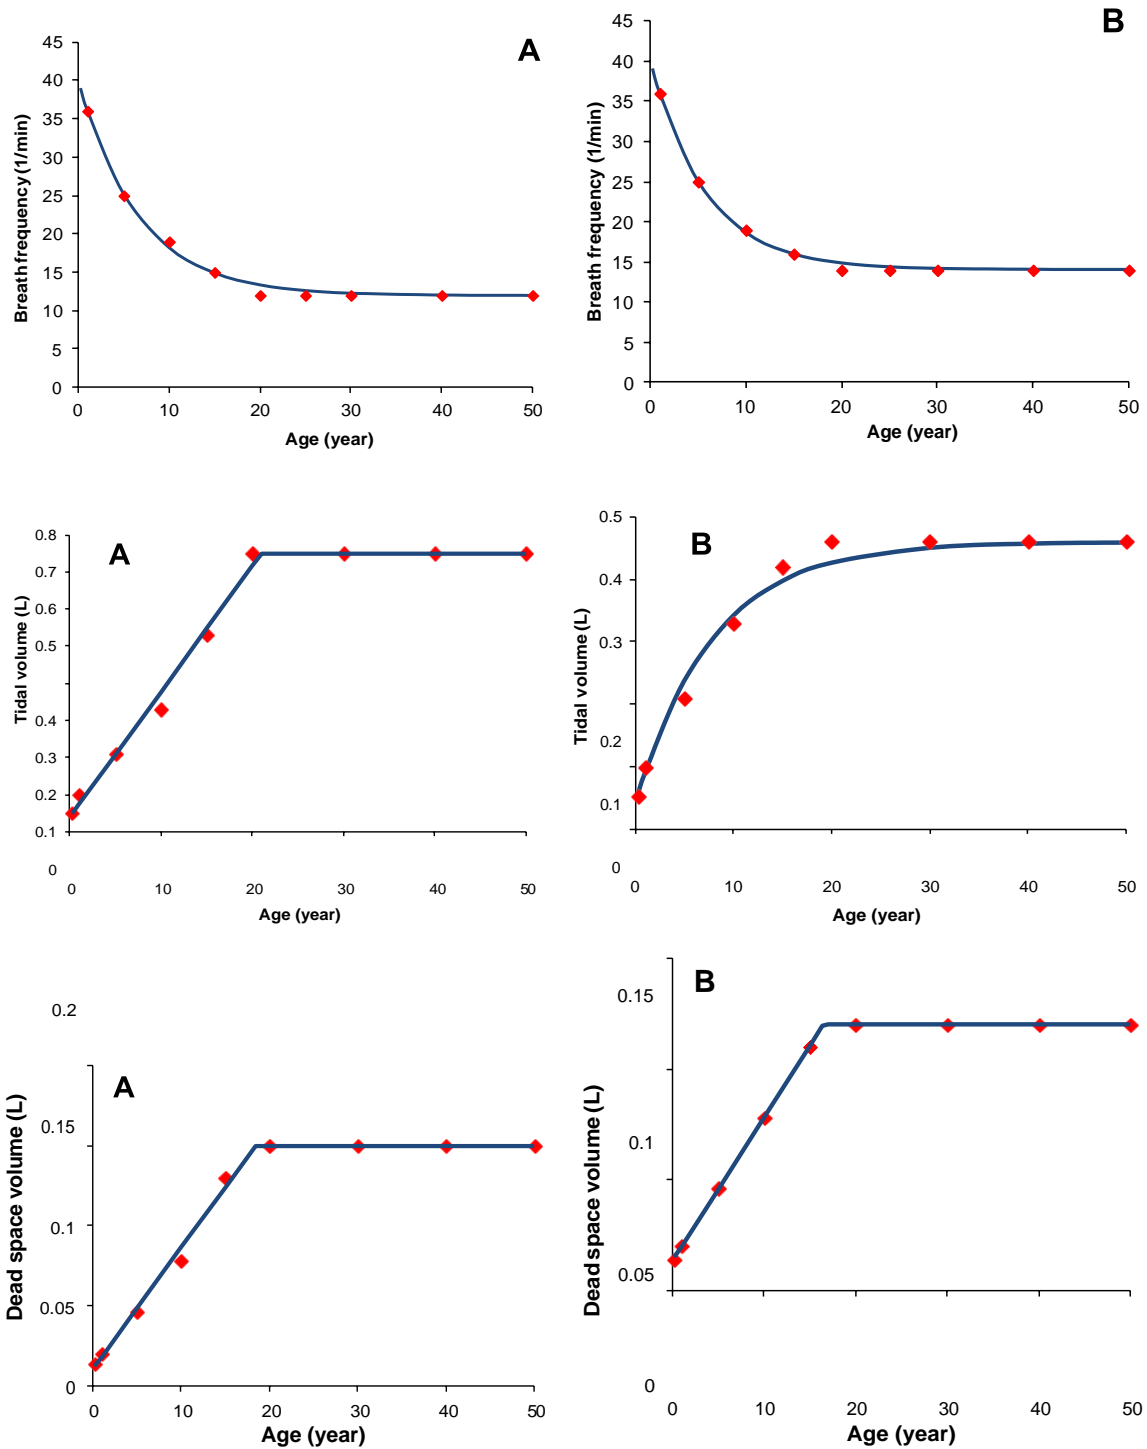 A
45
40
35
30
25
20
15
10
5
0
Breath frequency (1/min)
0 10 20 30 40 50
Age (year)
B
45
40
35
30
25
20
15
10
5
0
Breath frequency (1/min)
0 10 20 30 40 50
Age (year)
A
0.8
0.7
0.6
0.5
0.4
0.3
0.2
0.1
0
Tidal volume (L)
0 10 20 30 40 50
Age (year)
B
0.5
0.4
0.3
0.2
0.1
0
Tidal volume (L)
0 10 20 30 40 50
Age (year)
A
0.2
0.15
0.1
0.05
0
Dead space volume (L)
0 10 20 30 40 50
Age (year)
B
0.15
0.1
0.05
0
Dead space volume (L)
0 10 20 30 40 50
Age (year)